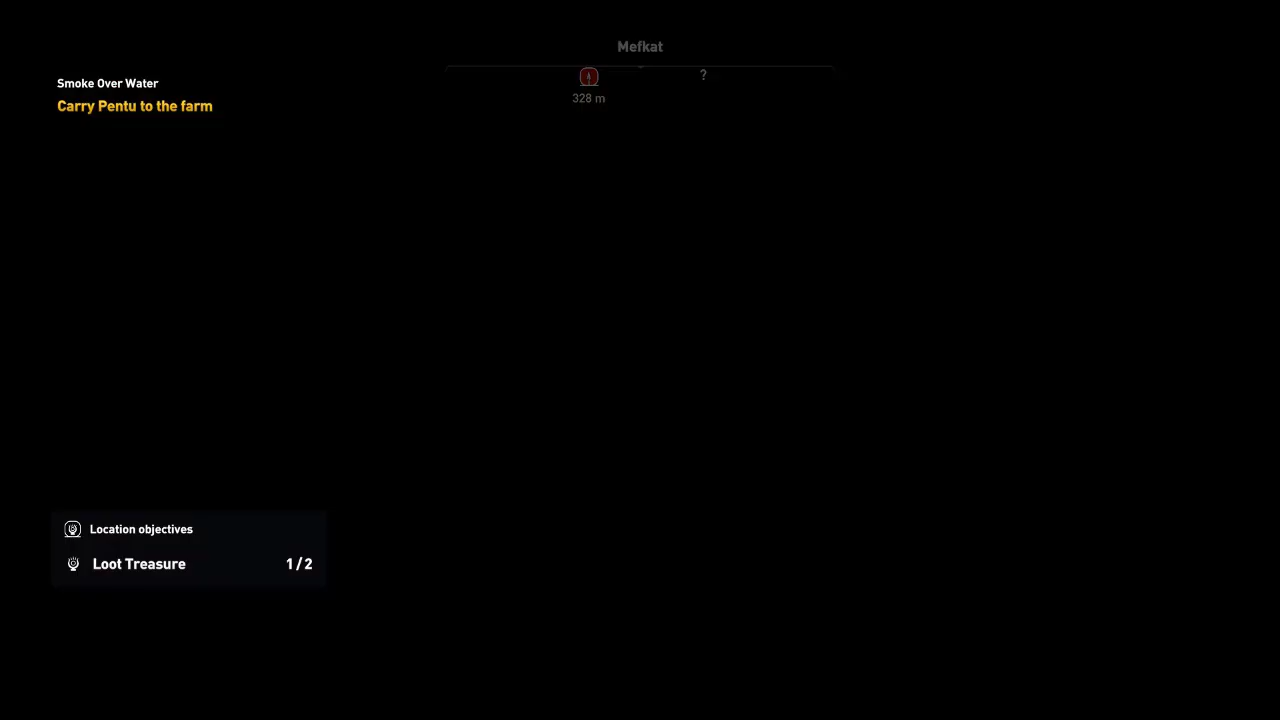 Mefkat
Smoke Over Water
?
328 m
Carry Pentu to the farm
Location objectives
Loot Treasure 1/2